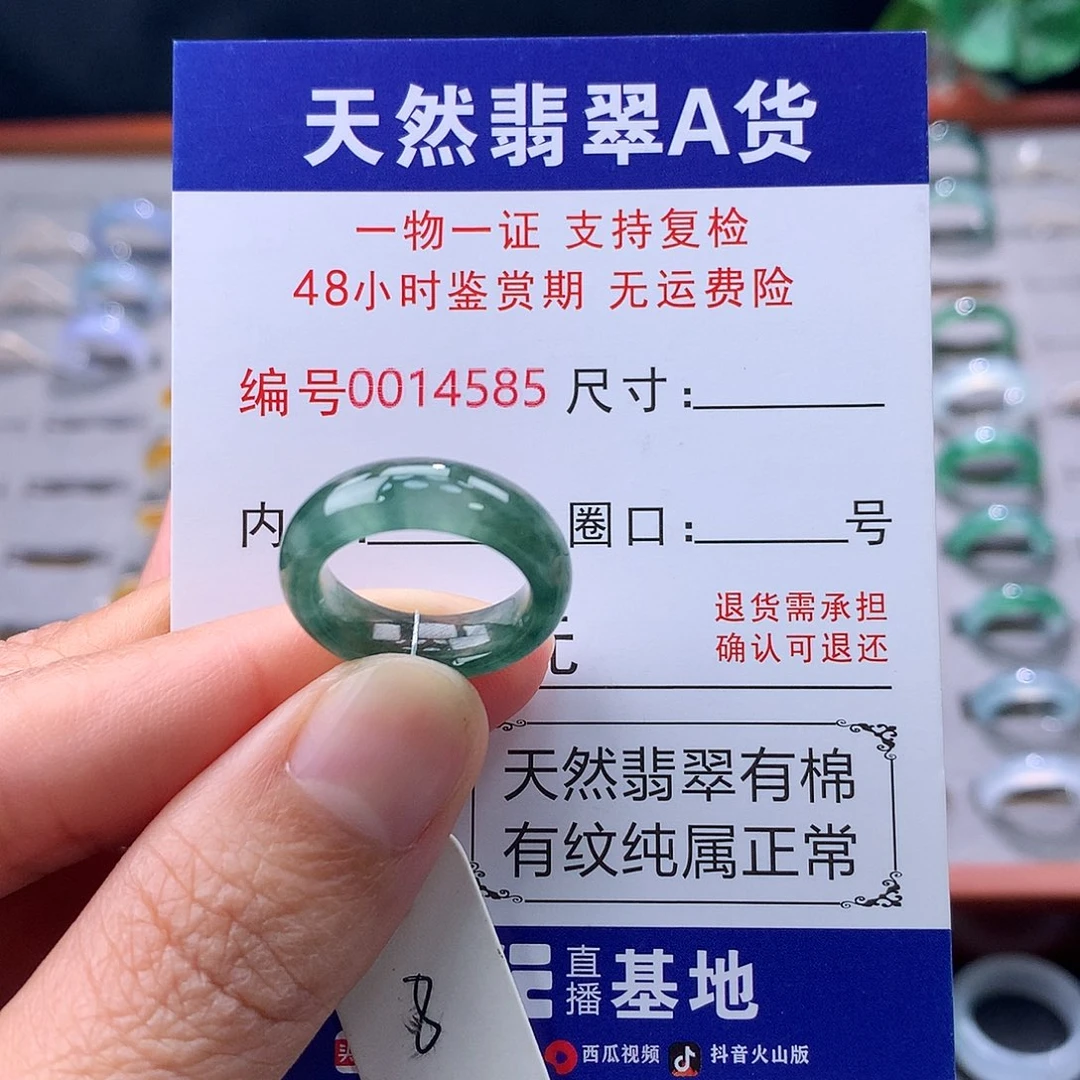 天然翡翠A货
一物一证 支持复检
48小时鉴赏期 无运费险
编号0014585 尺寸:
内 圈口: 号
元
退货需承担
确认可退还
天然翡翠有棉
有纹纯属正常
直播基地
头 西瓜视频 抖音火山版
8